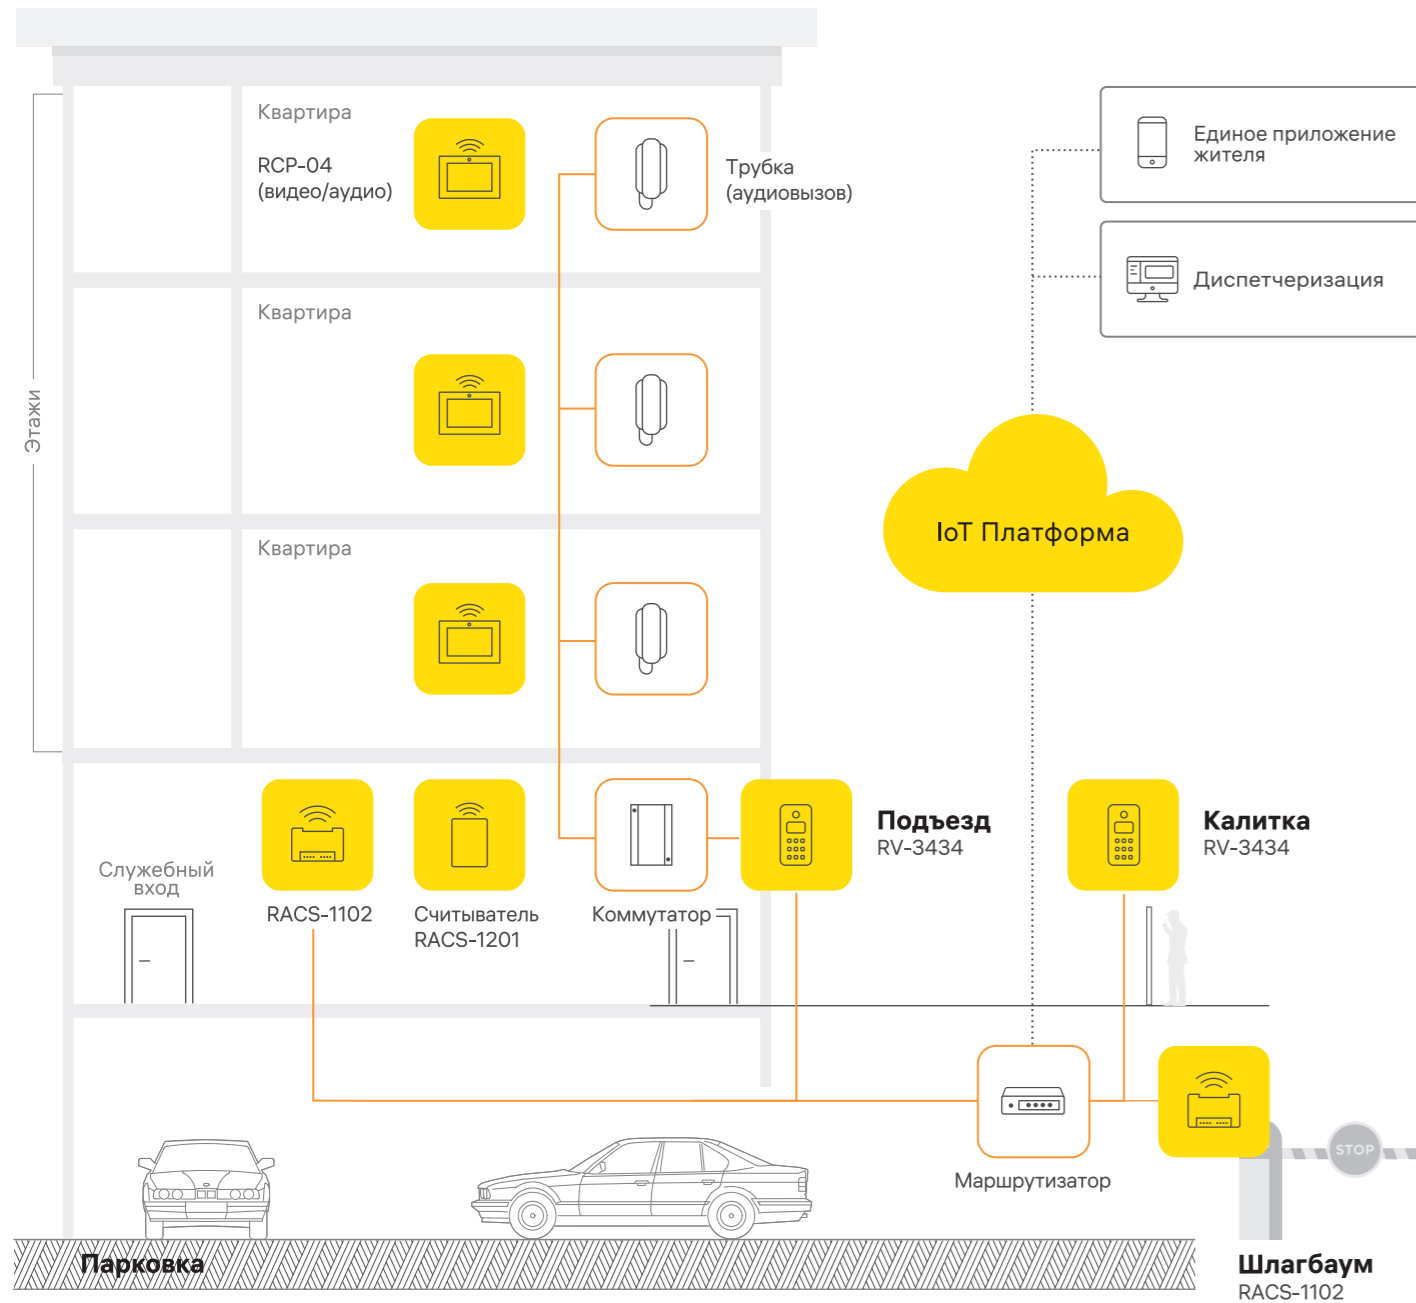 Квартира
RCP-04
(видео/аудио)
Трубка
(аудиовызов)
Единое приложение
жителя
Диспетчеризация
Квартира
Этажи
IoT Платформа
Квартира
Подъезд
RV-3434
Калитка
RV-3434
Служебный
вход
RACS-1102
Считыватель
RACS-1201
Коммутатор
STOP
Маршрутизатор
Парковка
Шлагбаум
RACS-1102